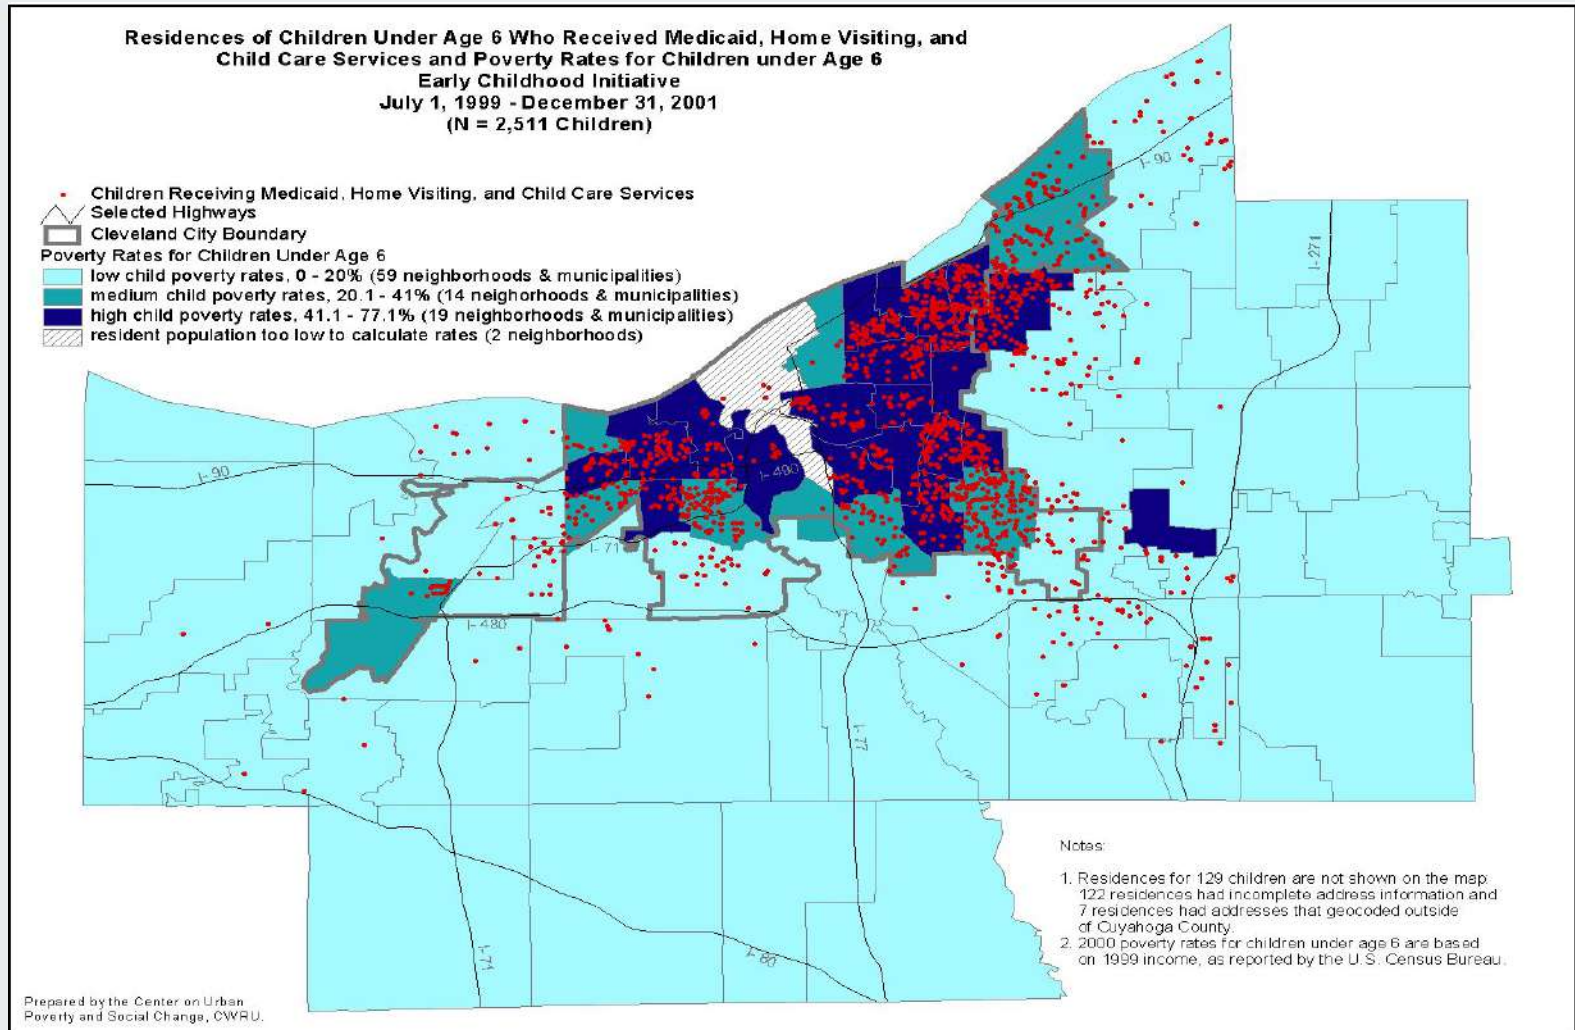 Residences of Children Under Age 6 Who Received Medicaid, Home Visiting, and
Child Care Services and Poverty Rates for Children under Age 6
Early Childhood Initiative
July 1, 1999 - December 31, 2001
(N = 2,511 Children)
Children Receiving Medicaid, Home Visiting, and Child Care Services
Selected Highways
Cleveland City Boundary
Poverty Rates for Children Under Age 6
low child poverty rates, 0 - 20% (59 neighborhoods & municipalities)
medium child poverty rates, 20.1 - 41% (14 neighorhoods & municipalities)
high child poverty rates, 41.1 - 77.1% (19 neighborhoods & municipalities)
resident population too low to calculate rates (2 neighborhoods)
I-90
I-271
I-90
I-490
I-71
I-480
I-77
I-71
I-80
Notes:
1. Residences for 129 children are not shown on the map.
122 residences had incomplete address information and
7 residences had addresses that geocoded outside
of Cuyahoga County.
2. 2000 poverty rates for children under age 6 are based
on 1999 income, as reported by the U.S. Census Bureau.
Prepared by the Center on Urban
Poverty and Social Change, CWRU.